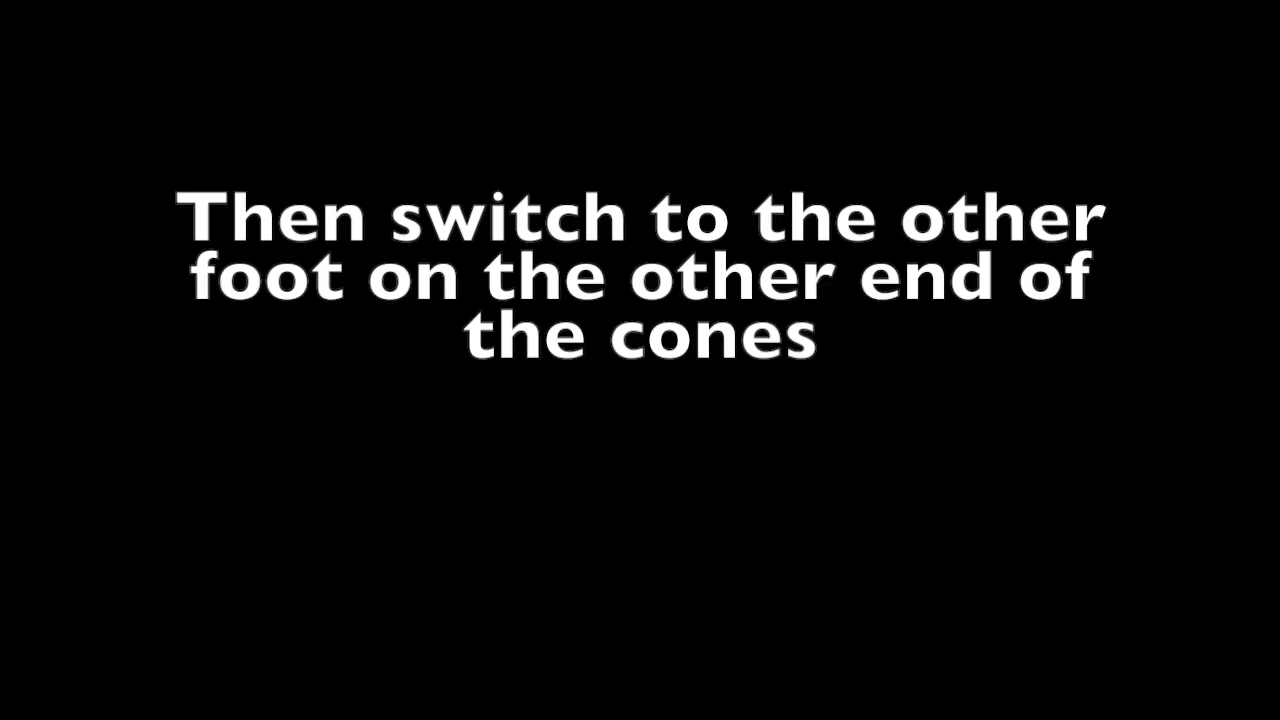 Then switch to the other
foot on the other end of
the cones